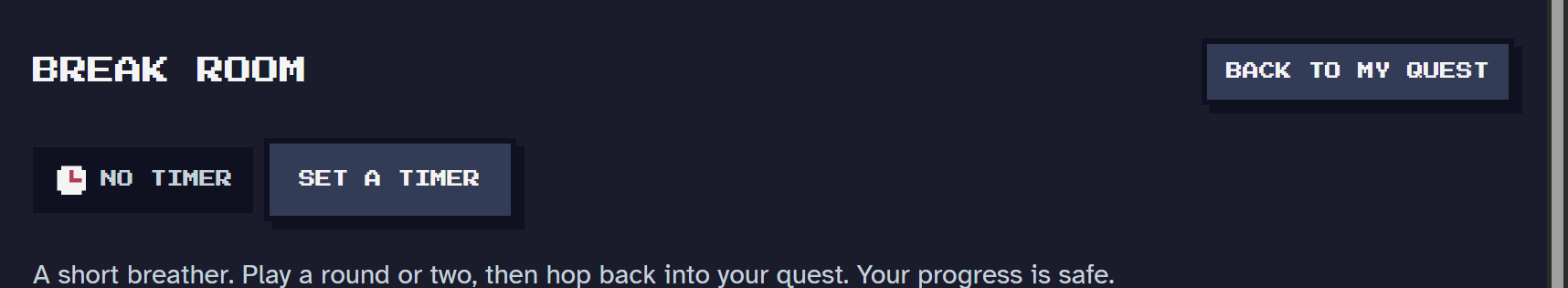 BREAK ROOM
BACK TO MY QUEST
NO TIMER
SET A TIMER
A short breather. Play a round or two, then hop back into your quest. Your progress is safe.